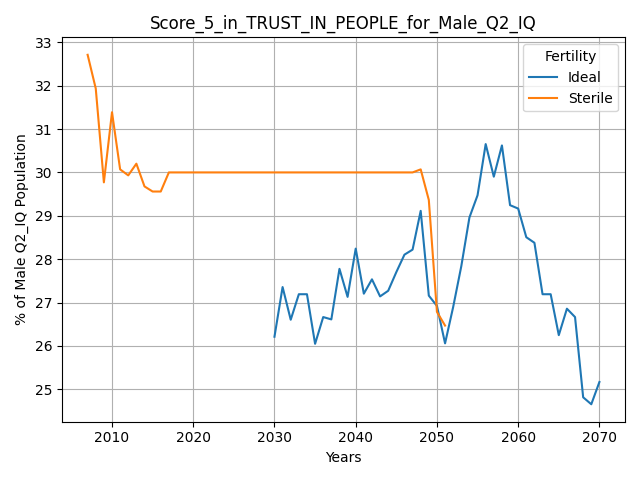 Score_5_in_TRUST_IN_PEOPLE_for_Male_Q2_IQ
Fertility
Ideal
Sterile
% of Male Q2_IQ Population
33
32
31
30
29
28
27
26
25
2010 2020 2030 2040 2050 2060 2070
Years